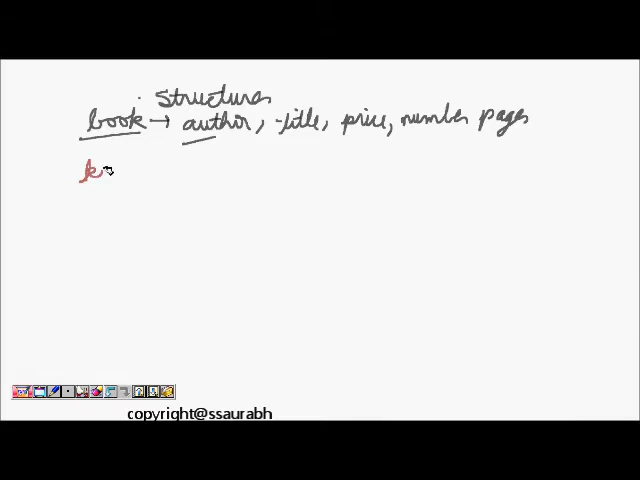 Structures
book → author, title, price, number pages
k
copyright@ssaurabh